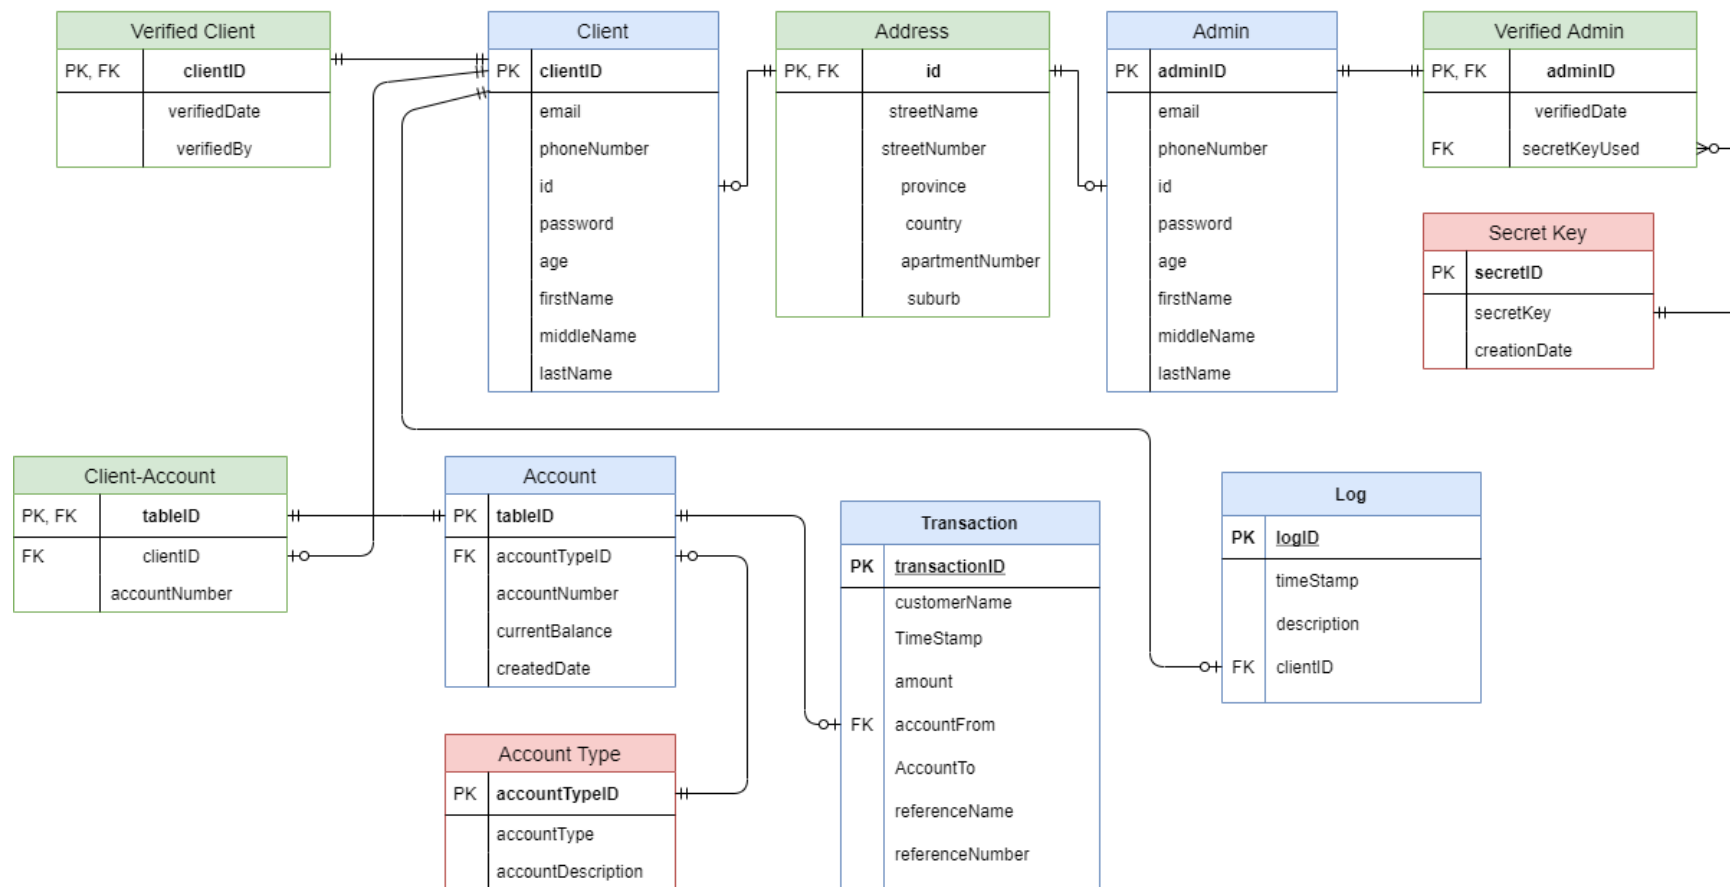 Verified Client
PK, FK clientID
verifiedDate
verifiedBy
Client
PK clientID
email
phoneNumber
id
password
age
firstName
middleName
lastName
Address
PK, FK id
streetName
streetNumber
province
country
apartmentNumber
suburb
Admin
PK adminID
email
phoneNumber
id
password
age
firstName
middleName
lastName
Verified Admin
PK, FK adminID
verifiedDate
FK secretKeyUsed
Secret Key
PK secretID
secretKey
creationDate
Client-Account
PK, FK tableID
FK clientID
accountNumber
Account
PK tableID
FK accountTypeID
accountNumber
currentBalance
createdDate
Account Type
PK accountTypeID
accountType
accountDescription
Transaction
PK transactionID
customerName
TimeStamp
amount
FK accountFrom
AccountTo
referenceName
referenceNumber
Log
PK logID
timeStamp
description
FK clientID